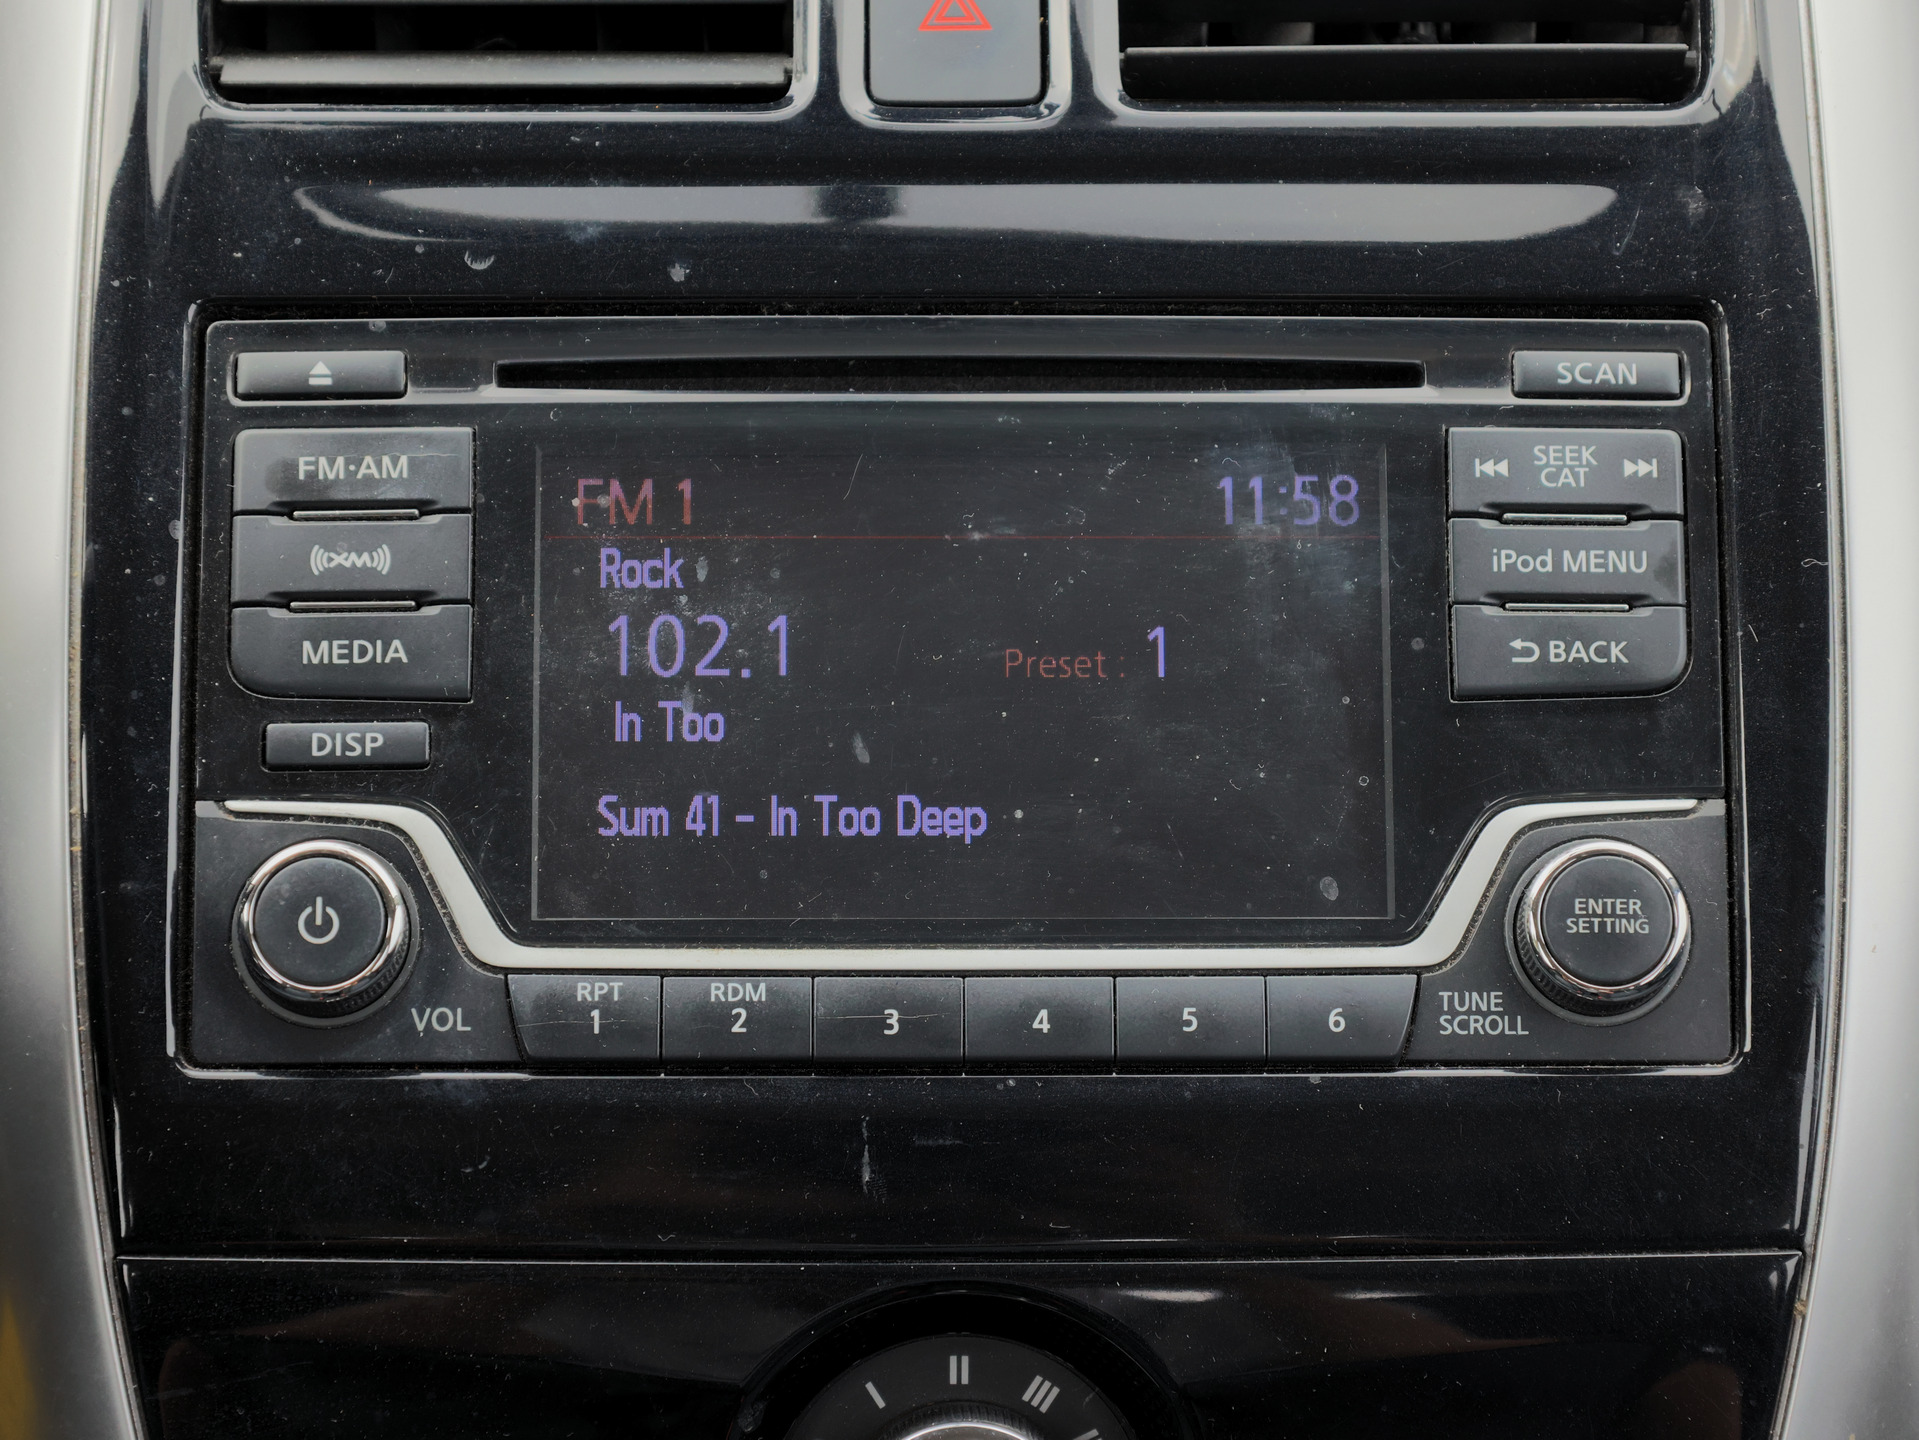 SCAN
FM·AM
SEEK
CAT
XM
iPod MENU
MEDIA
BACK
DISP
FM 1 11:58
Rock
102.1 Preset : 1
In Too
Sum 41 - In Too Deep
ENTER
SETTING
VOL
RPT
1
RDM
2
3
4
5
6
TUNE
SCROLL
I II III